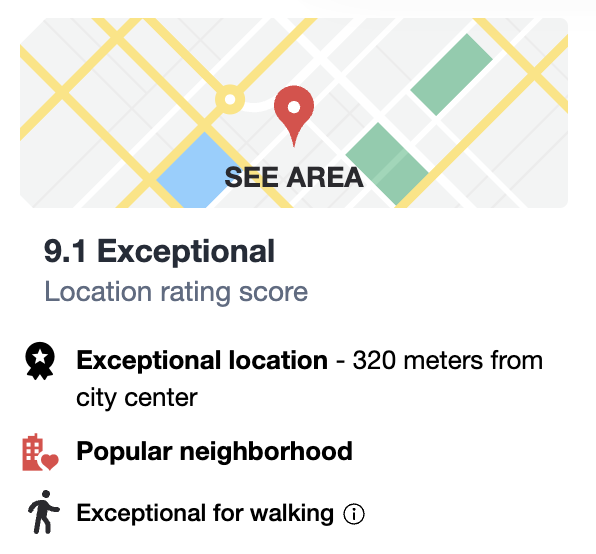 SEE AREA
9.1 Exceptional
Location rating score
Exceptional location - 320 meters from
city center
Popular neighborhood
Exceptional for walking